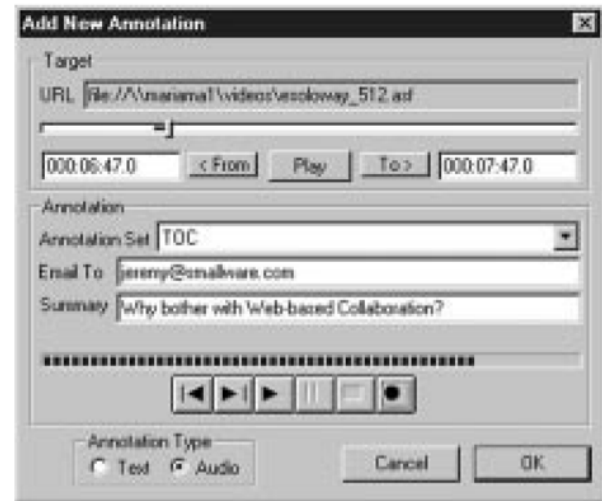 Add New Annotation
Target
URL file://\\mariama1\videos\esoloway_512.asf
000:06:47.0 < From Play To > 000:07:47.0
Annotation
Annotation Set TOC
Email To jeremy@smallware.com
Summary Why bother with Web-based Collaboration?
Annotation Type
Text Audio
Cancel OK